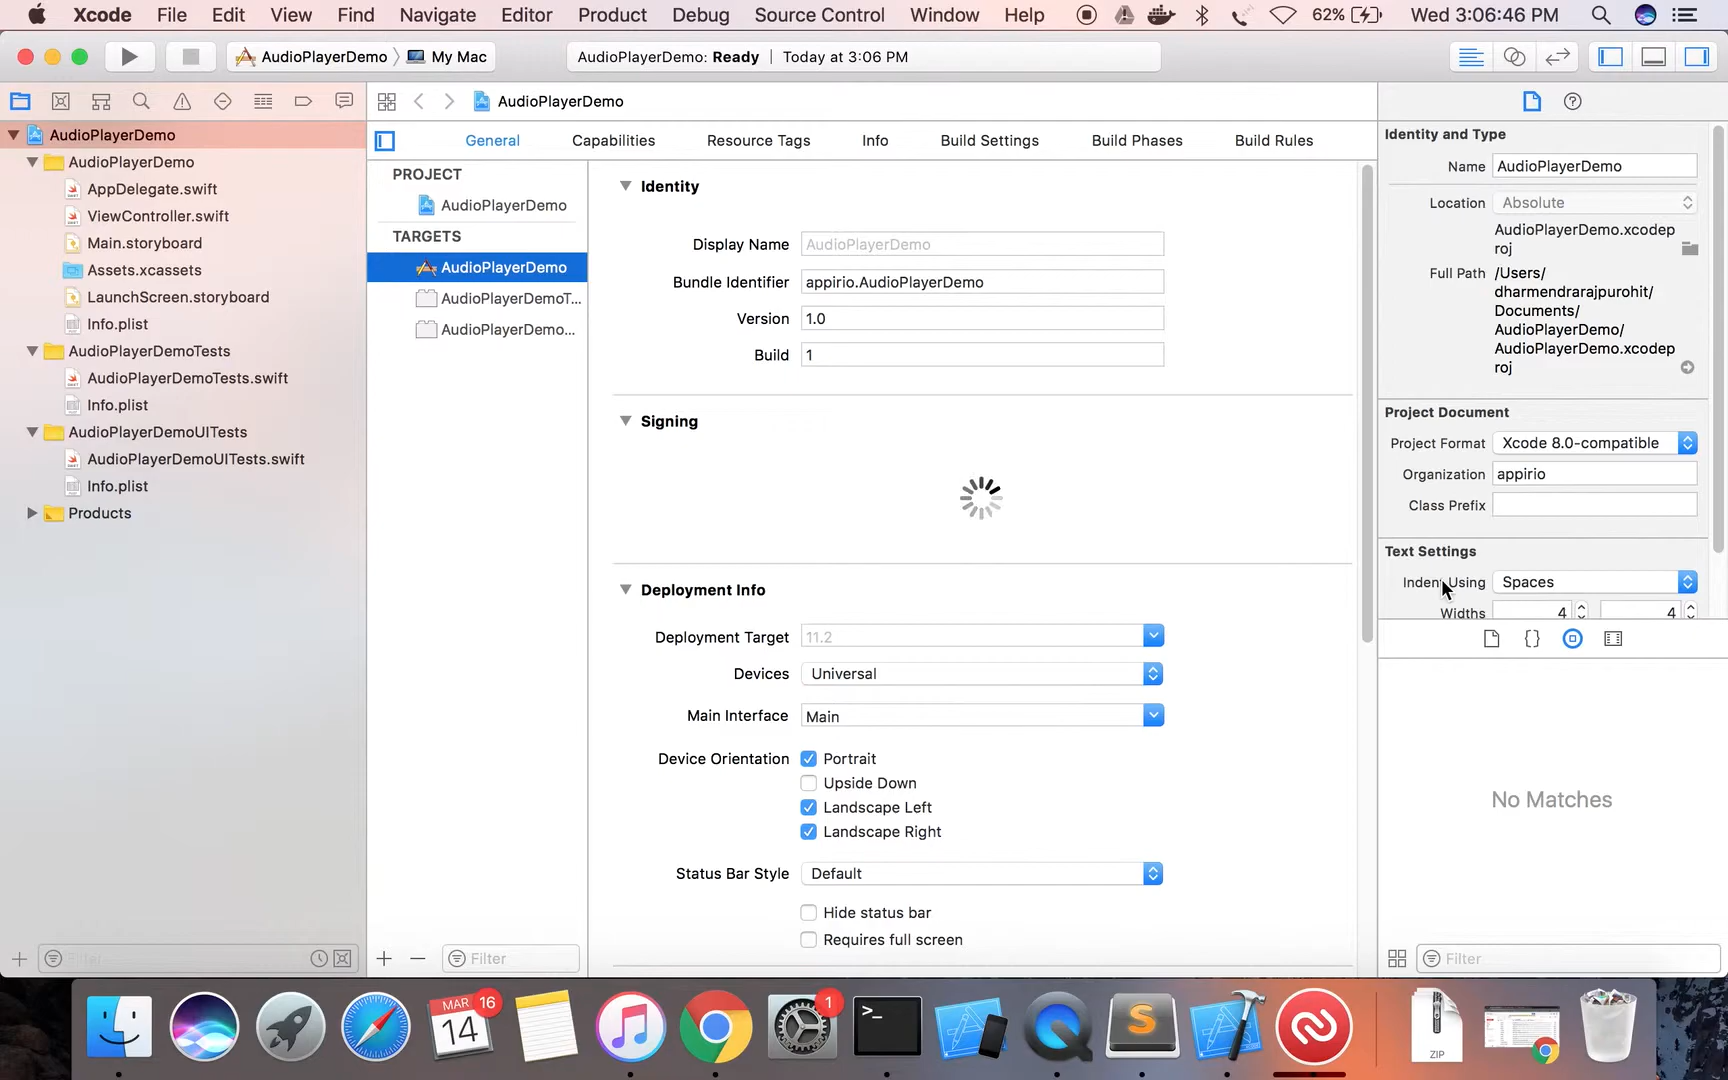 Xcode File Edit View Find Navigate Editor Product Debug Source Control Window Help 62% Wed 3:06:46 PM
AudioPlayerDemo My Mac
AudioPlayerDemo: Ready | Today at 3:06 PM
AudioPlayerDemo
AudioPlayerDemo
AppDelegate.swift
ViewController.swift
Main.storyboard
Assets.xcassets
LaunchScreen.storyboard
Info.plist
AudioPlayerDemoTests
AudioPlayerDemoTests.swift
Info.plist
AudioPlayerDemoUITests
AudioPlayerDemoUITests.swift
Info.plist
Products
Filter
AudioPlayerDemo
General Capabilities Resource Tags Info Build Settings Build Phases Build Rules
PROJECT
AudioPlayerDemo
TARGETS
AudioPlayerDemo
AudioPlayerDemoT...
AudioPlayerDemo...
Filter
Identity
Display Name AudioPlayerDemo
Bundle Identifier appirio.AudioPlayerDemo
Version 1.0
Build 1
Signing
Deployment Info
Deployment Target 11.2
Devices Universal
Main Interface Main
Device Orientation Portrait
Upside Down
Landscape Left
Landscape Right
Status Bar Style Default
Hide status bar
Requires full screen
Identity and Type
Name AudioPlayerDemo
Location Absolute
AudioPlayerDemo.xcodep
roj
Full Path /Users/
dharmendrarajpurohit/
Documents/
AudioPlayerDemo/
AudioPlayerDemo.xcodep
roj
Project Document
Project Format Xcode 8.0-compatible
Organization appirio
Class Prefix
Text Settings
Indent Using Spaces
Widths 4 4
No Matches
Filter
MAR 16
14
1
>_
S
ZIP